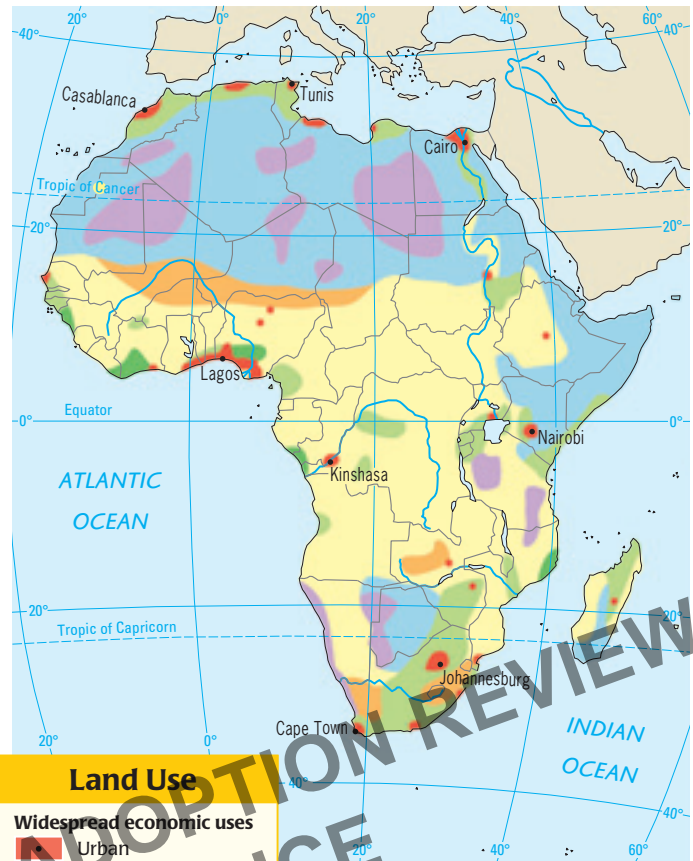 20°
0°
20°
40°
60°
40°
40°
Casablanca
Tunis
Cairo
Tropic of Cancer
20°
20°
Lagos
Equator
0°
0°
Nairobi
Kinshasa
ATLANTIC
OCEAN
20°
20°
Tropic of Capricorn
Johannesburg
Cape Town
INDIAN
OCEAN
20°
0°
40°
20°
40°
60°
40°
Land Use
Widespread economic uses
Urban
ADOPTION REVIEW